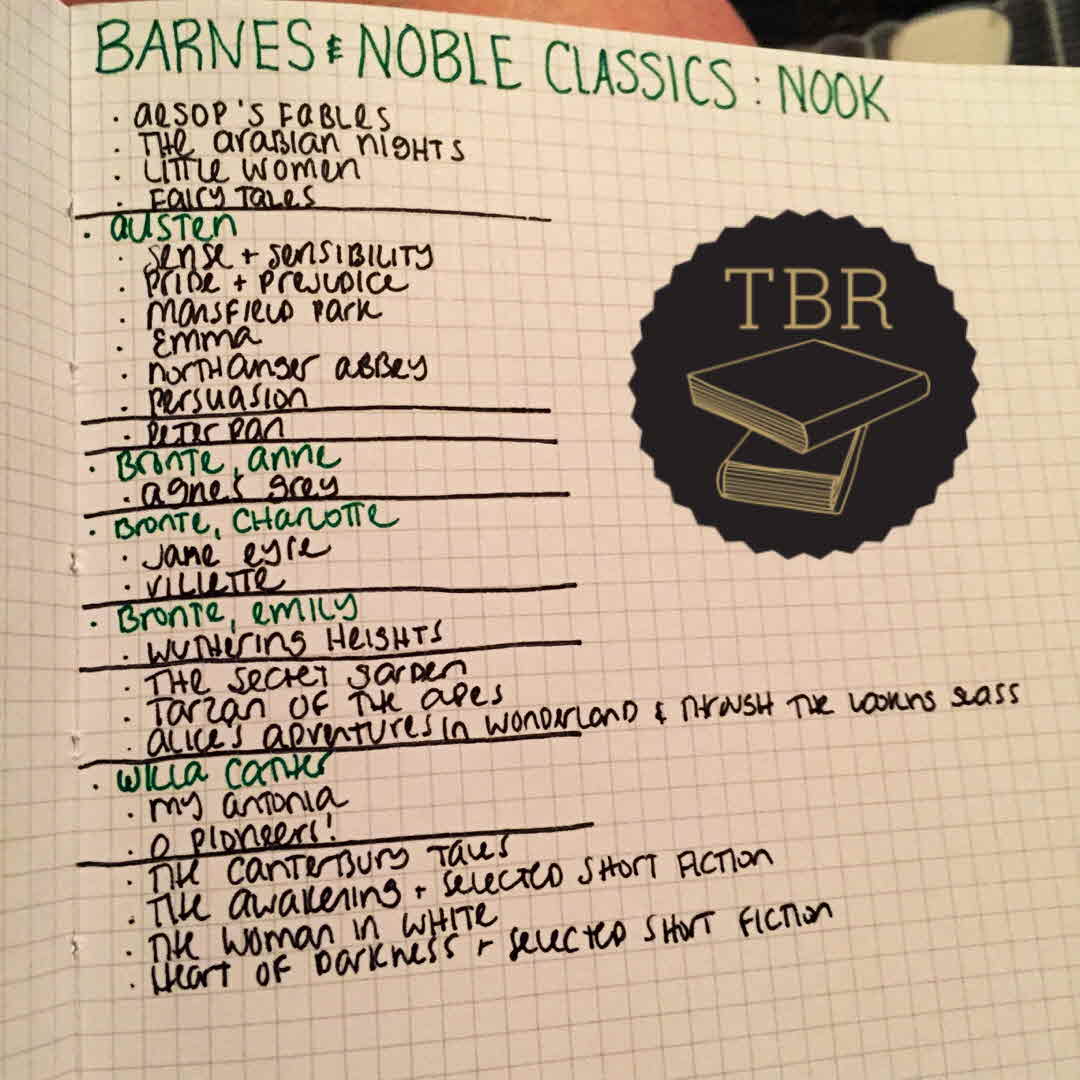 BARNES & NOBLE CLASSICS : NOOK
· AESOP'S FABLES
· THE ARABIAN NIGHTS
· LITTLE WOMEN
· FAIRY TALES
· AUSTEN
· SENSE + SENSIBILITY
· PRIDE + PREJUDICE
· MANSFIELD PARK
· EMMA
· NORTHANGER ABBEY
· PERSUASION
· PETER PAN
· BRONTE, ANNE
· AGNES GREY
· BRONTE, CHARLOTTE
· JANE EYRE
· VILLETTE
· BRONTE, EMILY
· WUTHERING HEIGHTS
· THE SECRET GARDEN
· TARZAN OF THE APES
· ALICE'S ADVENTURES IN WONDERLAND & THROUGH THE LOOKING GLASS
· WILLA CANTER
· MY ANTONIA
· O PIONEERS!
· THE CANTERBURY TALES
· THE AWAKENING + SELECTED SHORT FICTION
· THE WOMAN IN WHITE
· HEART OF DARKNESS + SELECTED SHORT FICTION
TBR